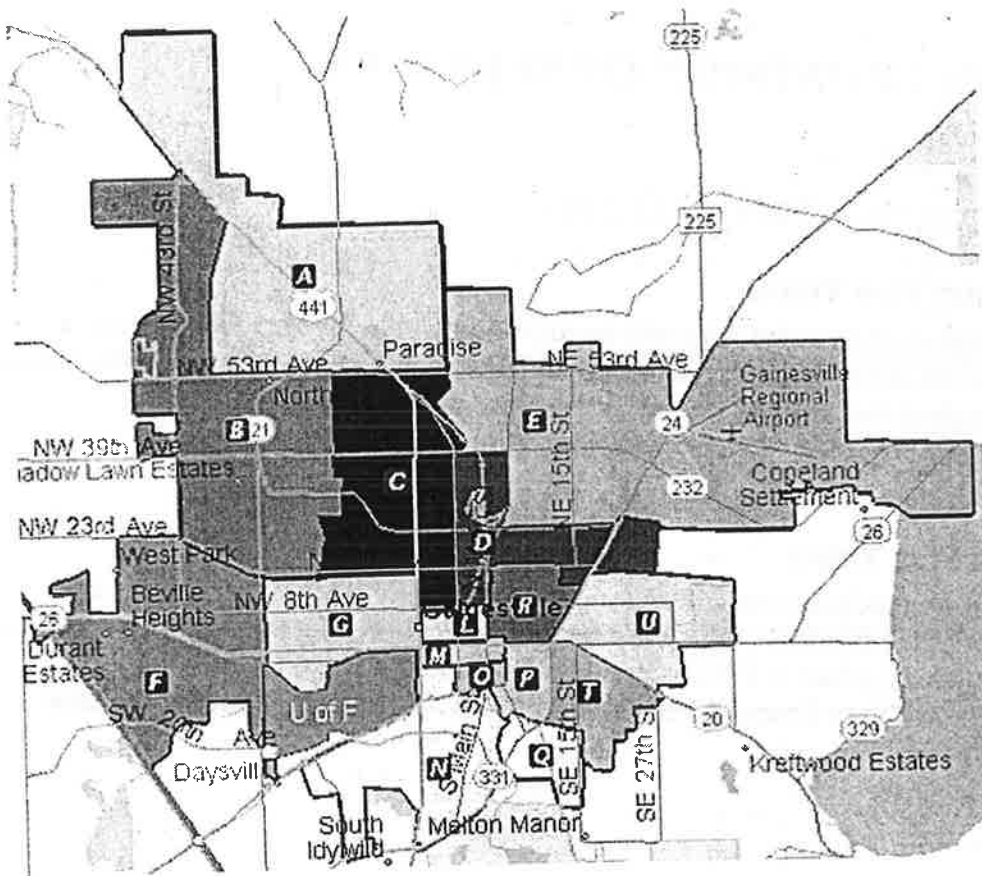 225
225
NW 43rd St
A
441
Paradise
NW 53rd Ave
NE 53rd Ave
North
Gainesville
Regional
Airport
B
21
E
24
NW 39th Ave
adow Lawn Estates
C
NE 15th St
232
Copeland
Settlement
NW 23rd Ave
D
26
West Park
Beville
Heights
NW 8th Ave
G
L
R
U
26
Durant
Estates
M
F
O
P
T
U of F
SW 20th Ave
20
329
Daysvill
N
S Main St
331
Q
SE 15th St
SE 27th St
Kreftwood Estates
South
Idylwild
Melton Manor